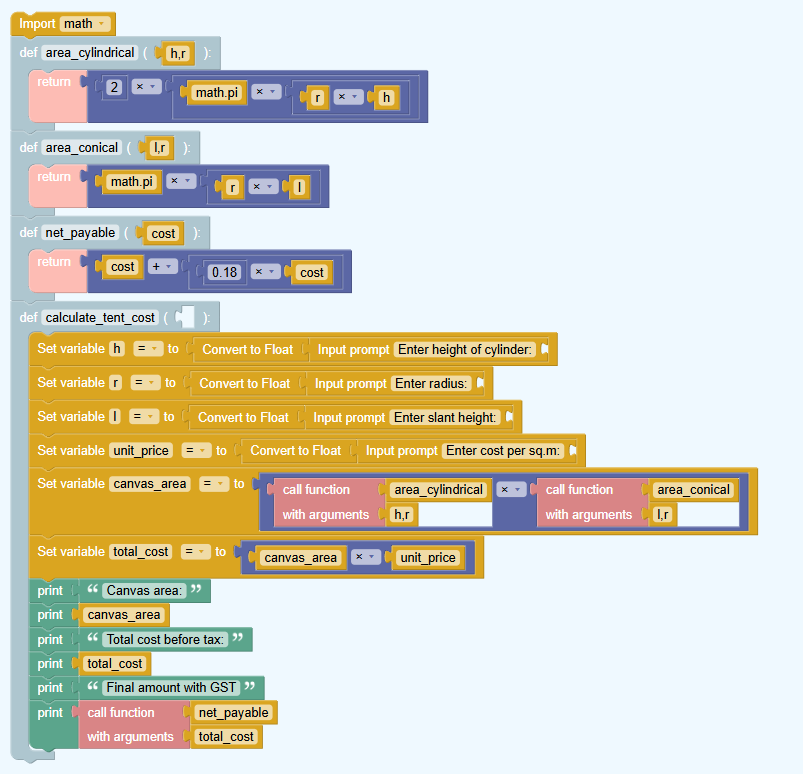 Import math
def area_cylindrical ( h,r ):
return 2 × math.pi × r × h
def area_conical ( l,r ):
return math.pi × r × l
def net_payable ( cost ):
return cost + 0.18 × cost
def calculate_tent_cost ( ):
Set variable h = to Convert to Float Input prompt Enter height of cylinder:
Set variable r = to Convert to Float Input prompt Enter radius:
Set variable l = to Convert to Float Input prompt Enter slant height:
Set variable unit_price = to Convert to Float Input prompt Enter cost per sq.m:
Set variable canvas_area = to call function area_cylindrical × call function area_conical
with arguments h,r with arguments l,r
Set variable total_cost = to canvas_area × unit_price
print “ Canvas area: ”
print canvas_area
print “ Total cost before tax: ”
print total_cost
print “ Final amount with GST ”
print call function net_payable
with arguments total_cost